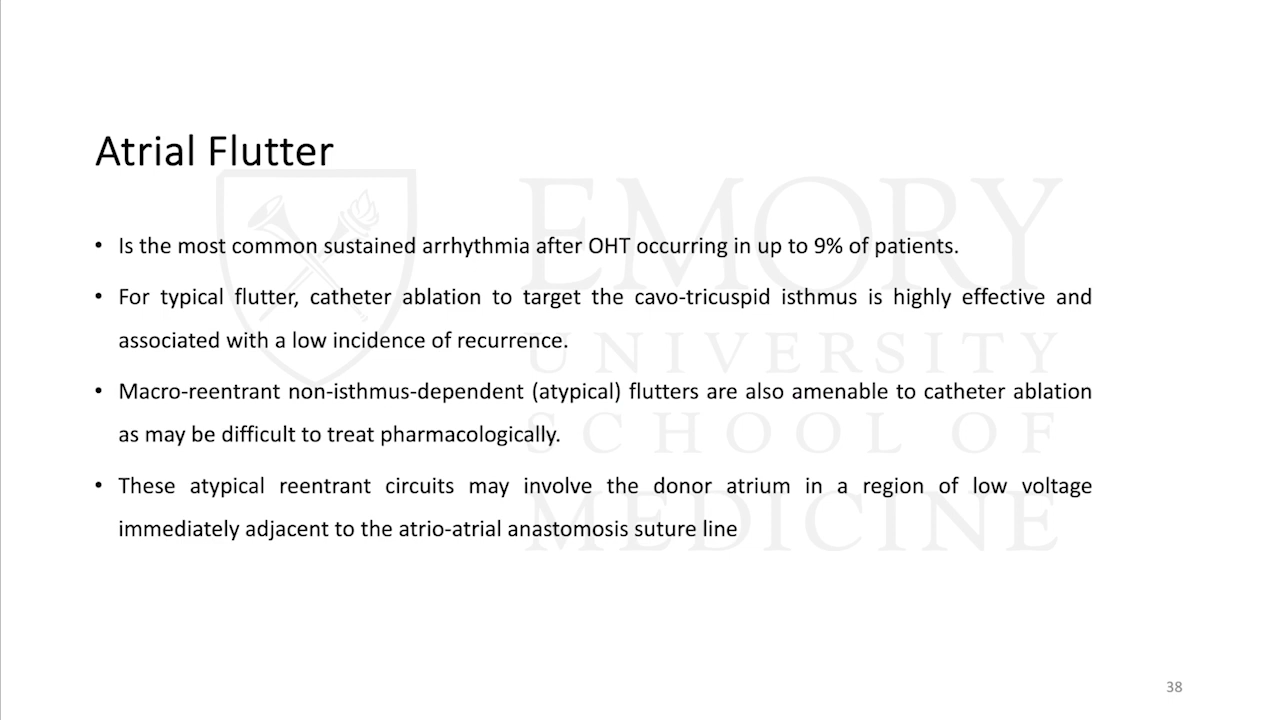 Atrial Flutter
• Is the most common sustained arrhythmia after OHT occurring in up to 9% of patients.
• For typical flutter, catheter ablation to target the cavo-tricuspid isthmus is highly effective and
associated with a low incidence of recurrence.
• Macro-reentrant non-isthmus-dependent (atypical) flutters are also amenable to catheter ablation
as may be difficult to treat pharmacologically.
• These atypical reentrant circuits may involve the donor atrium in a region of low voltage
immediately adjacent to the atrio-atrial anastomosis suture line
EMORY
UNIVERSITY
SCHOOL OF
MEDICINE
38